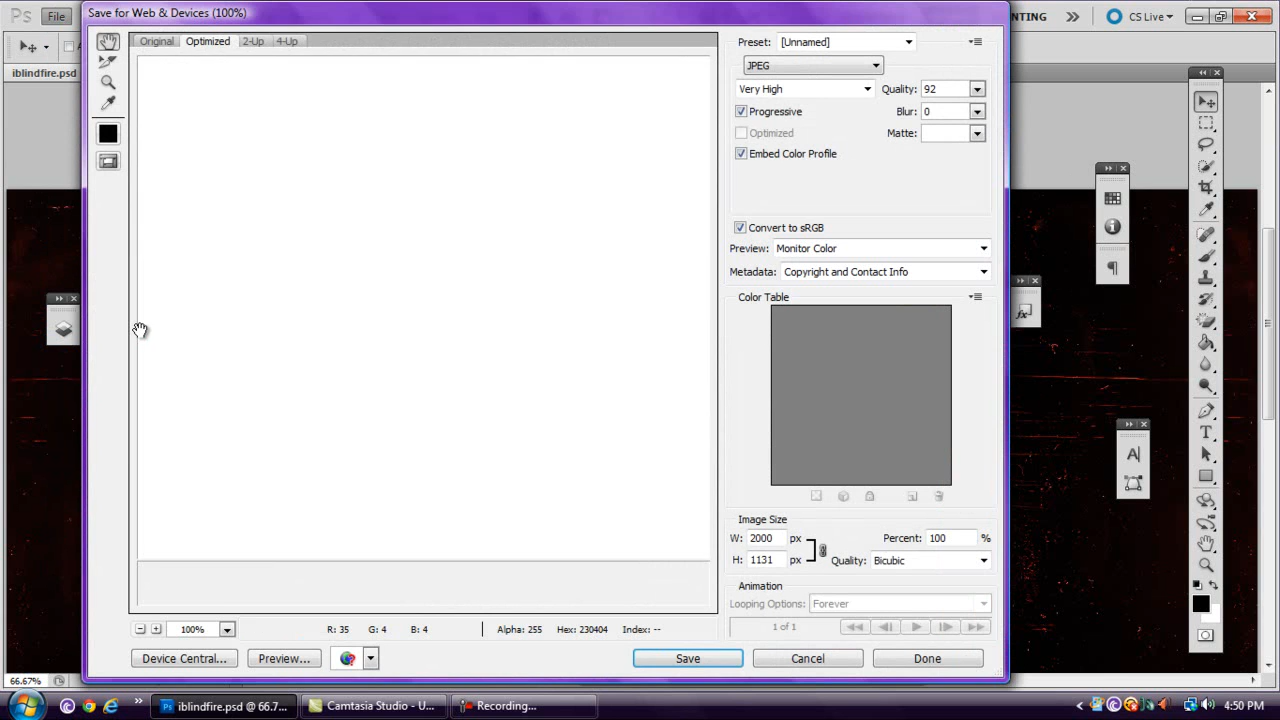 Save for Web & Devices (100%)
Ps File NTING CS Live
iblindfire.psd
Original Optimized 2-Up 4-Up
Preset: [Unnamed]
JPEG
Very High Quality: 92
Progressive Blur: 0
Optimized Matte:
Embed Color Profile
Convert to sRGB
Preview: Monitor Color
Metadata: Copyright and Contact Info
Color Table
Image Size
W: 2000 px Percent: 100 %
H: 1131 px Quality: Bicubic
Animation
Looping Options: Forever
1 of 1
100% R: 35 G: 4 B: 4 Alpha: 255 Hex: 230404 Index: --
Device Central... Preview... Save Cancel Done
66.67%
iblindfire.psd @ 66.7... Camtasia Studio - U... Recording... 4:50 PM